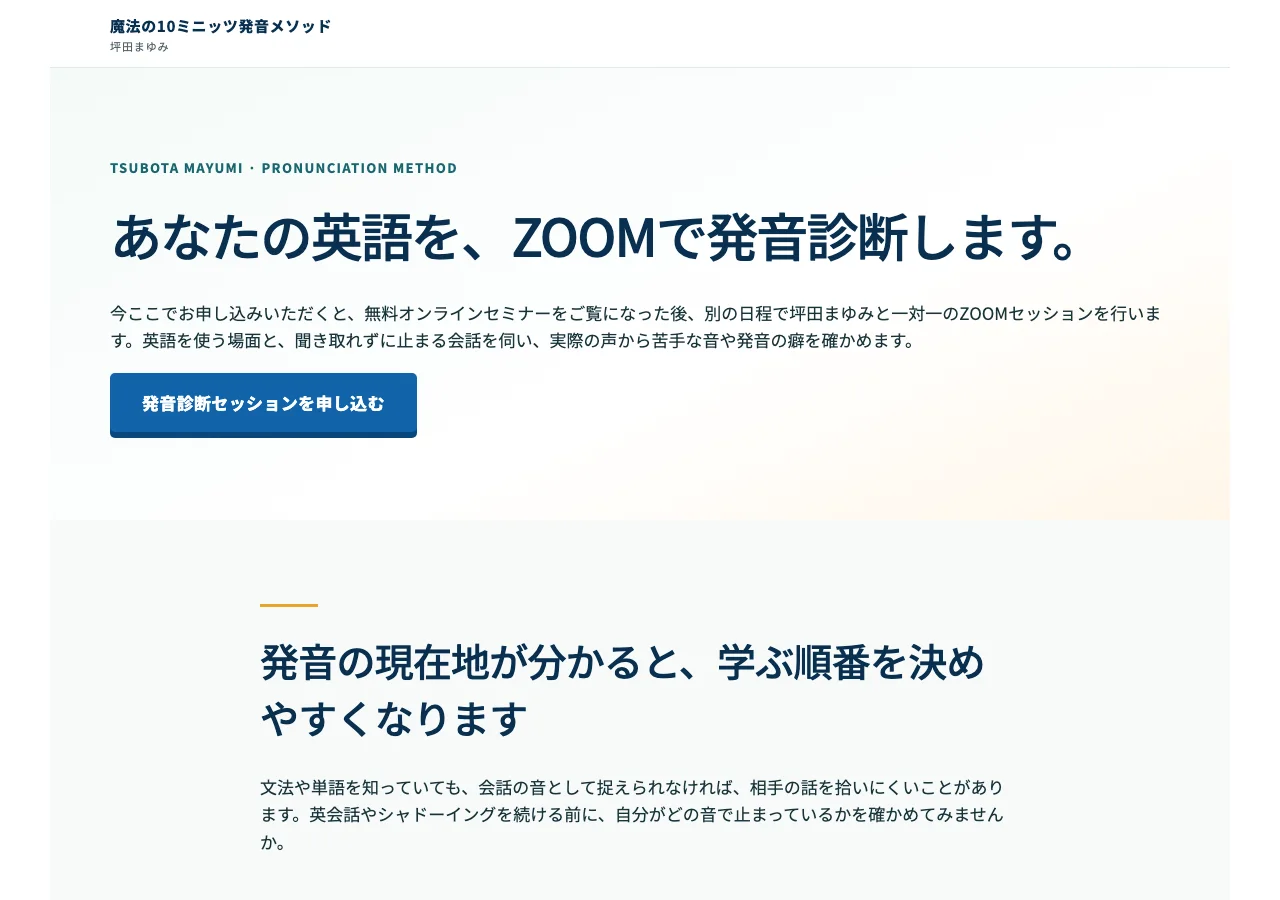 魔法の10ミニッツ発音メソッド
坪田まゆみ
TSUBOTA MAYUMI · PRONUNCIATION METHOD
あなたの英語を、ZOOMで発音診断します。
今ここでお申し込みいただくと、無料オンラインセミナーをご覧になった後、別の日程で坪田まゆみと一対一のZOOMセッションを行いま
す。英語を使う場面と、聞き取れずに止まる会話を伺い、実際の声から苦手な音や発音の癖を確かめます。
発音診断セッションを申し込む
発音の現在地が分かると、学ぶ順番を決め
やすくなります
文法や単語を知っていても、会話の音として捉えられなければ、相手の話を拾いにくいことがあり
ます。英会話やシャドーイングを続ける前に、自分がどの音で止まっているかを確かめてみません
か。